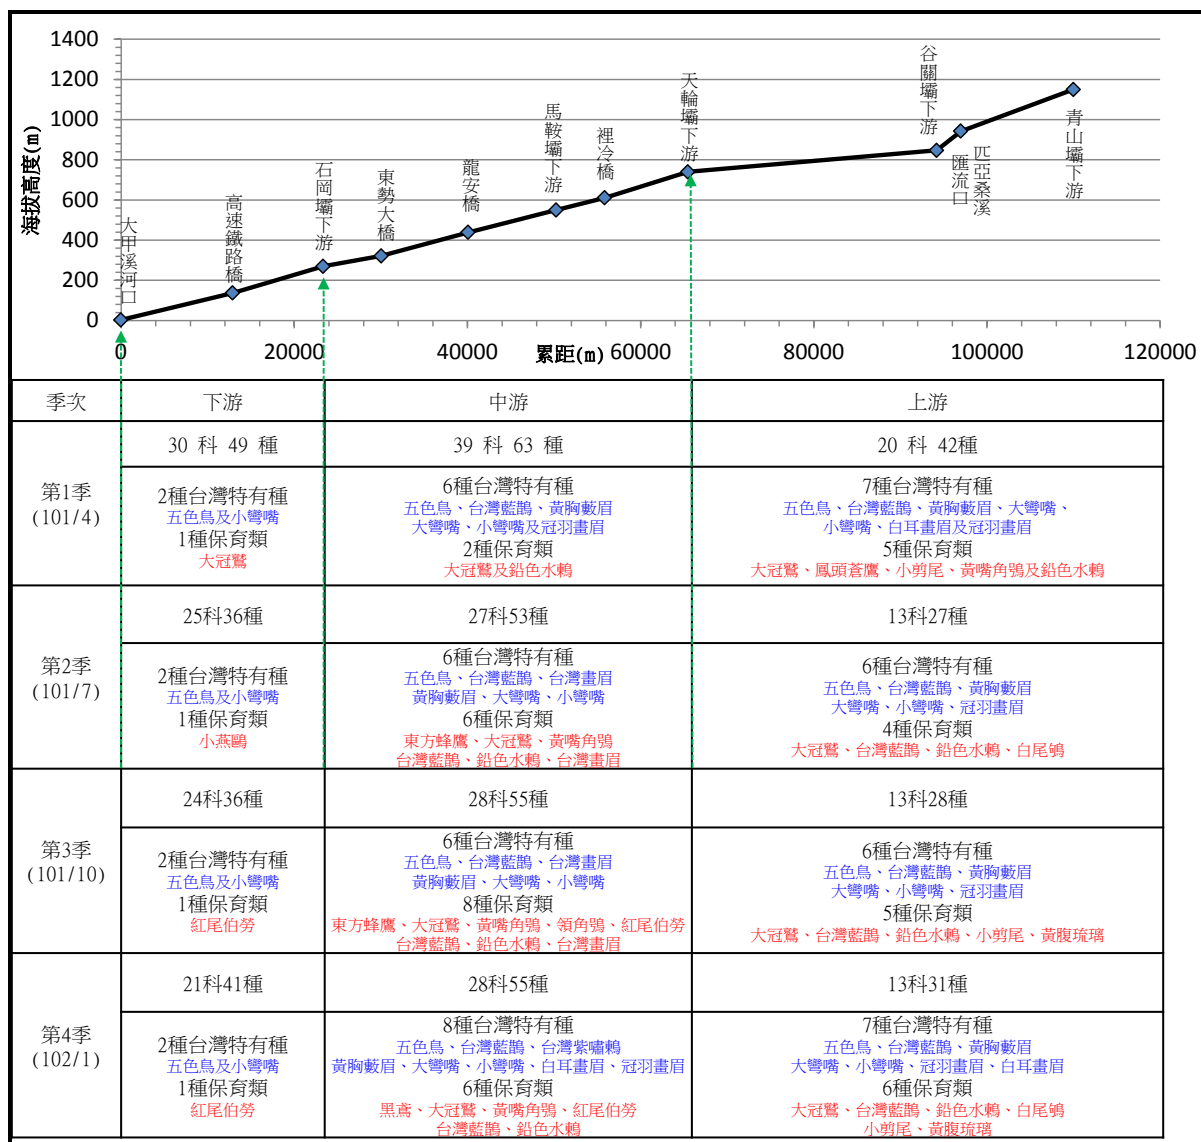 1400
1200
1000
800
600
400
200
0
海拔高度(m)
大甲溪河口
高速鐵路橋
石岡壩下游
東勢大橋
龍安橋
馬鞍壩下游
裡冷橋
天輪壩下游
谷關壩下游
匹亞桑溪
匯流口
青山壩下游
0 20000 40000 60000 80000 100000 120000
累距(m)
季次 下游 中游 上游
第1季
(101/4)
30 科 49 種
2種台灣特有種
五色鳥及小彎嘴
1種保育類
大冠鷲
39 科 63 種
6種台灣特有種
五色鳥、台灣藍鵲、黃胸藪眉
大彎嘴、小彎嘴及冠羽畫眉
2種保育類
大冠鷲及鉛色水鶇
20 科 42種
7種台灣特有種
五色鳥、台灣藍鵲、黃胸藪眉、大彎嘴、
小彎嘴、白耳畫眉及冠羽畫眉
5種保育類
大冠鷲、鳳頭蒼鷹、小剪尾、黃嘴角鴞及鉛色水鶇
第2季
(101/7)
25科36種
2種台灣特有種
五色鳥及小彎嘴
1種保育類
小燕鷗
27科53種
6種台灣特有種
五色鳥、台灣藍鵲、台灣畫眉
黃胸藪眉、大彎嘴、小彎嘴
6種保育類
東方蜂鷹、大冠鷲、黃嘴角鴞
台灣藍鵲、鉛色水鶇、台灣畫眉
13科27種
6種台灣特有種
五色鳥、台灣藍鵲、黃胸藪眉
大彎嘴、小彎嘴、冠羽畫眉
4種保育類
大冠鷲、台灣藍鵲、鉛色水鶇、白尾鴝
第3季
(101/10)
24科36種
2種台灣特有種
五色鳥及小彎嘴
1種保育類
紅尾伯勞
28科55種
6種台灣特有種
五色鳥、台灣藍鵲、台灣畫眉
黃胸藪眉、大彎嘴、小彎嘴
8種保育類
東方蜂鷹、大冠鷲、黃嘴角鴞、領角鴞、紅尾伯勞
台灣藍鵲、鉛色水鶇、台灣畫眉
13科28種
6種台灣特有種
五色鳥、台灣藍鵲、黃胸藪眉
大彎嘴、小彎嘴、冠羽畫眉
5種保育類
大冠鷲、台灣藍鵲、鉛色水鶇、小剪尾、黃腹琉璃
第4季
(102/1)
21科41種
2種台灣特有種
五色鳥及小彎嘴
1種保育類
紅尾伯勞
28科55種
8種台灣特有種
五色鳥、台灣藍鵲、台灣紫嘯鶇
黃胸藪眉、大彎嘴、小彎嘴、白耳畫眉、冠羽畫眉
6種保育類
黑鳶、大冠鷲、黃嘴角鴞、紅尾伯勞
台灣藍鵲、鉛色水鶇
13科31種
7種台灣特有種
五色鳥、台灣藍鵲、黃胸藪眉
大彎嘴、小彎嘴、冠羽畫眉、白耳畫眉
6種保育類
大冠鷲、台灣藍鵲、鉛色水鶇、白尾鴝
小剪尾、黃腹琉璃